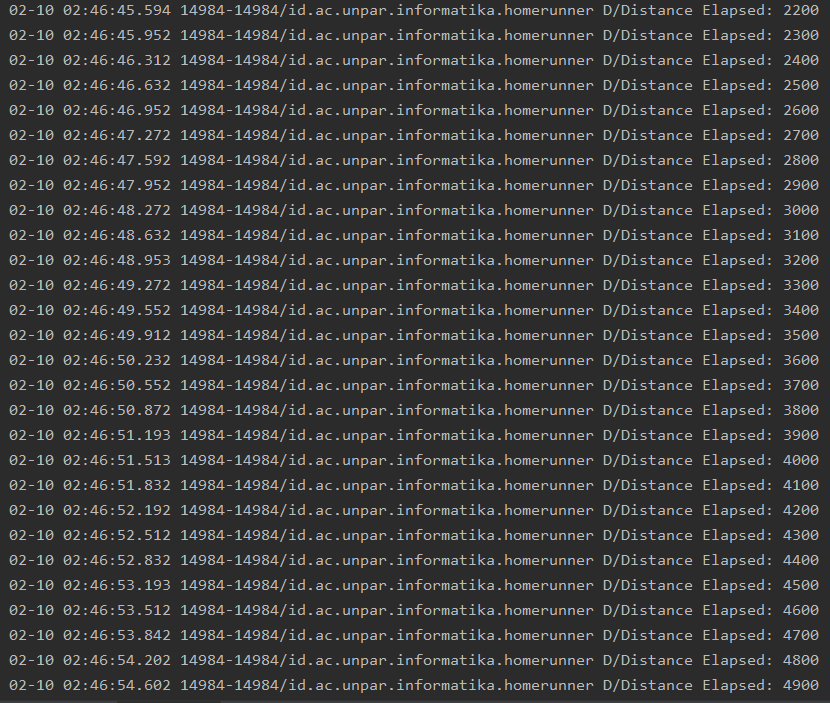 02-10 02:46:45.594 14984-14984/id.ac.unpar.informatika.homerunner D/Distance Elapsed: 2200
02-10 02:46:45.952 14984-14984/id.ac.unpar.informatika.homerunner D/Distance Elapsed: 2300
02-10 02:46:46.312 14984-14984/id.ac.unpar.informatika.homerunner D/Distance Elapsed: 2400
02-10 02:46:46.632 14984-14984/id.ac.unpar.informatika.homerunner D/Distance Elapsed: 2500
02-10 02:46:46.952 14984-14984/id.ac.unpar.informatika.homerunner D/Distance Elapsed: 2600
02-10 02:46:47.272 14984-14984/id.ac.unpar.informatika.homerunner D/Distance Elapsed: 2700
02-10 02:46:47.592 14984-14984/id.ac.unpar.informatika.homerunner D/Distance Elapsed: 2800
02-10 02:46:47.952 14984-14984/id.ac.unpar.informatika.homerunner D/Distance Elapsed: 2900
02-10 02:46:48.272 14984-14984/id.ac.unpar.informatika.homerunner D/Distance Elapsed: 3000
02-10 02:46:48.632 14984-14984/id.ac.unpar.informatika.homerunner D/Distance Elapsed: 3100
02-10 02:46:48.953 14984-14984/id.ac.unpar.informatika.homerunner D/Distance Elapsed: 3200
02-10 02:46:49.272 14984-14984/id.ac.unpar.informatika.homerunner D/Distance Elapsed: 3300
02-10 02:46:49.552 14984-14984/id.ac.unpar.informatika.homerunner D/Distance Elapsed: 3400
02-10 02:46:49.912 14984-14984/id.ac.unpar.informatika.homerunner D/Distance Elapsed: 3500
02-10 02:46:50.232 14984-14984/id.ac.unpar.informatika.homerunner D/Distance Elapsed: 3600
02-10 02:46:50.552 14984-14984/id.ac.unpar.informatika.homerunner D/Distance Elapsed: 3700
02-10 02:46:50.872 14984-14984/id.ac.unpar.informatika.homerunner D/Distance Elapsed: 3800
02-10 02:46:51.193 14984-14984/id.ac.unpar.informatika.homerunner D/Distance Elapsed: 3900
02-10 02:46:51.513 14984-14984/id.ac.unpar.informatika.homerunner D/Distance Elapsed: 4000
02-10 02:46:51.832 14984-14984/id.ac.unpar.informatika.homerunner D/Distance Elapsed: 4100
02-10 02:46:52.192 14984-14984/id.ac.unpar.informatika.homerunner D/Distance Elapsed: 4200
02-10 02:46:52.512 14984-14984/id.ac.unpar.informatika.homerunner D/Distance Elapsed: 4300
02-10 02:46:52.832 14984-14984/id.ac.unpar.informatika.homerunner D/Distance Elapsed: 4400
02-10 02:46:53.193 14984-14984/id.ac.unpar.informatika.homerunner D/Distance Elapsed: 4500
02-10 02:46:53.512 14984-14984/id.ac.unpar.informatika.homerunner D/Distance Elapsed: 4600
02-10 02:46:53.842 14984-14984/id.ac.unpar.informatika.homerunner D/Distance Elapsed: 4700
02-10 02:46:54.202 14984-14984/id.ac.unpar.informatika.homerunner D/Distance Elapsed: 4800
02-10 02:46:54.602 14984-14984/id.ac.unpar.informatika.homerunner D/Distance Elapsed: 4900